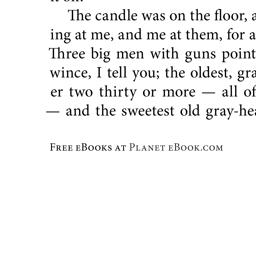 The candle was on the floor, a
ing at me, and me at them, for a
Three big men with guns point
wince, I tell you; the oldest, gra
er two thirty or more — all of
— and the sweetest old gray-hea
Free eBooks at Planet eBook.com